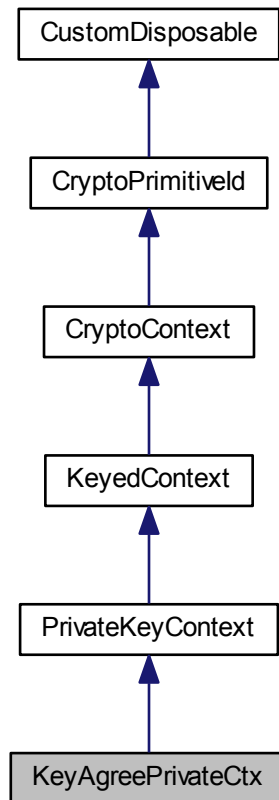 CustomDisposable
CryptoPrimitiveId
CryptoContext
KeyedContext
PrivateKeyContext
KeyAgreePrivateCtx